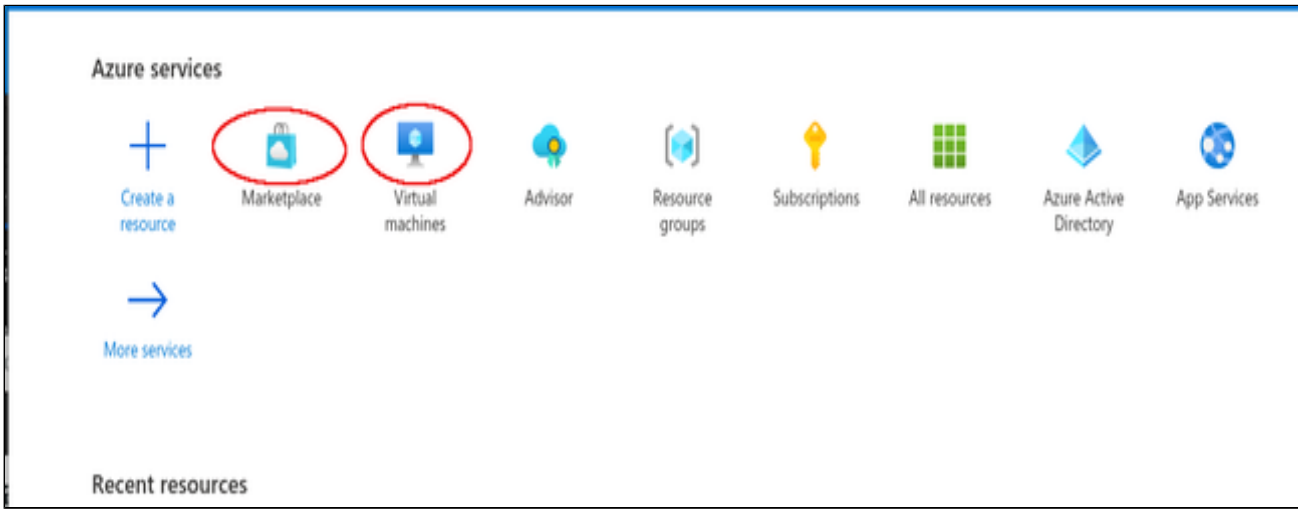 Azure services
Create a
resource
Marketplace
Virtual
machines
Advisor
Resource
groups
Subscriptions
All resources
Azure Active
Directory
App Services
More services
Recent resources